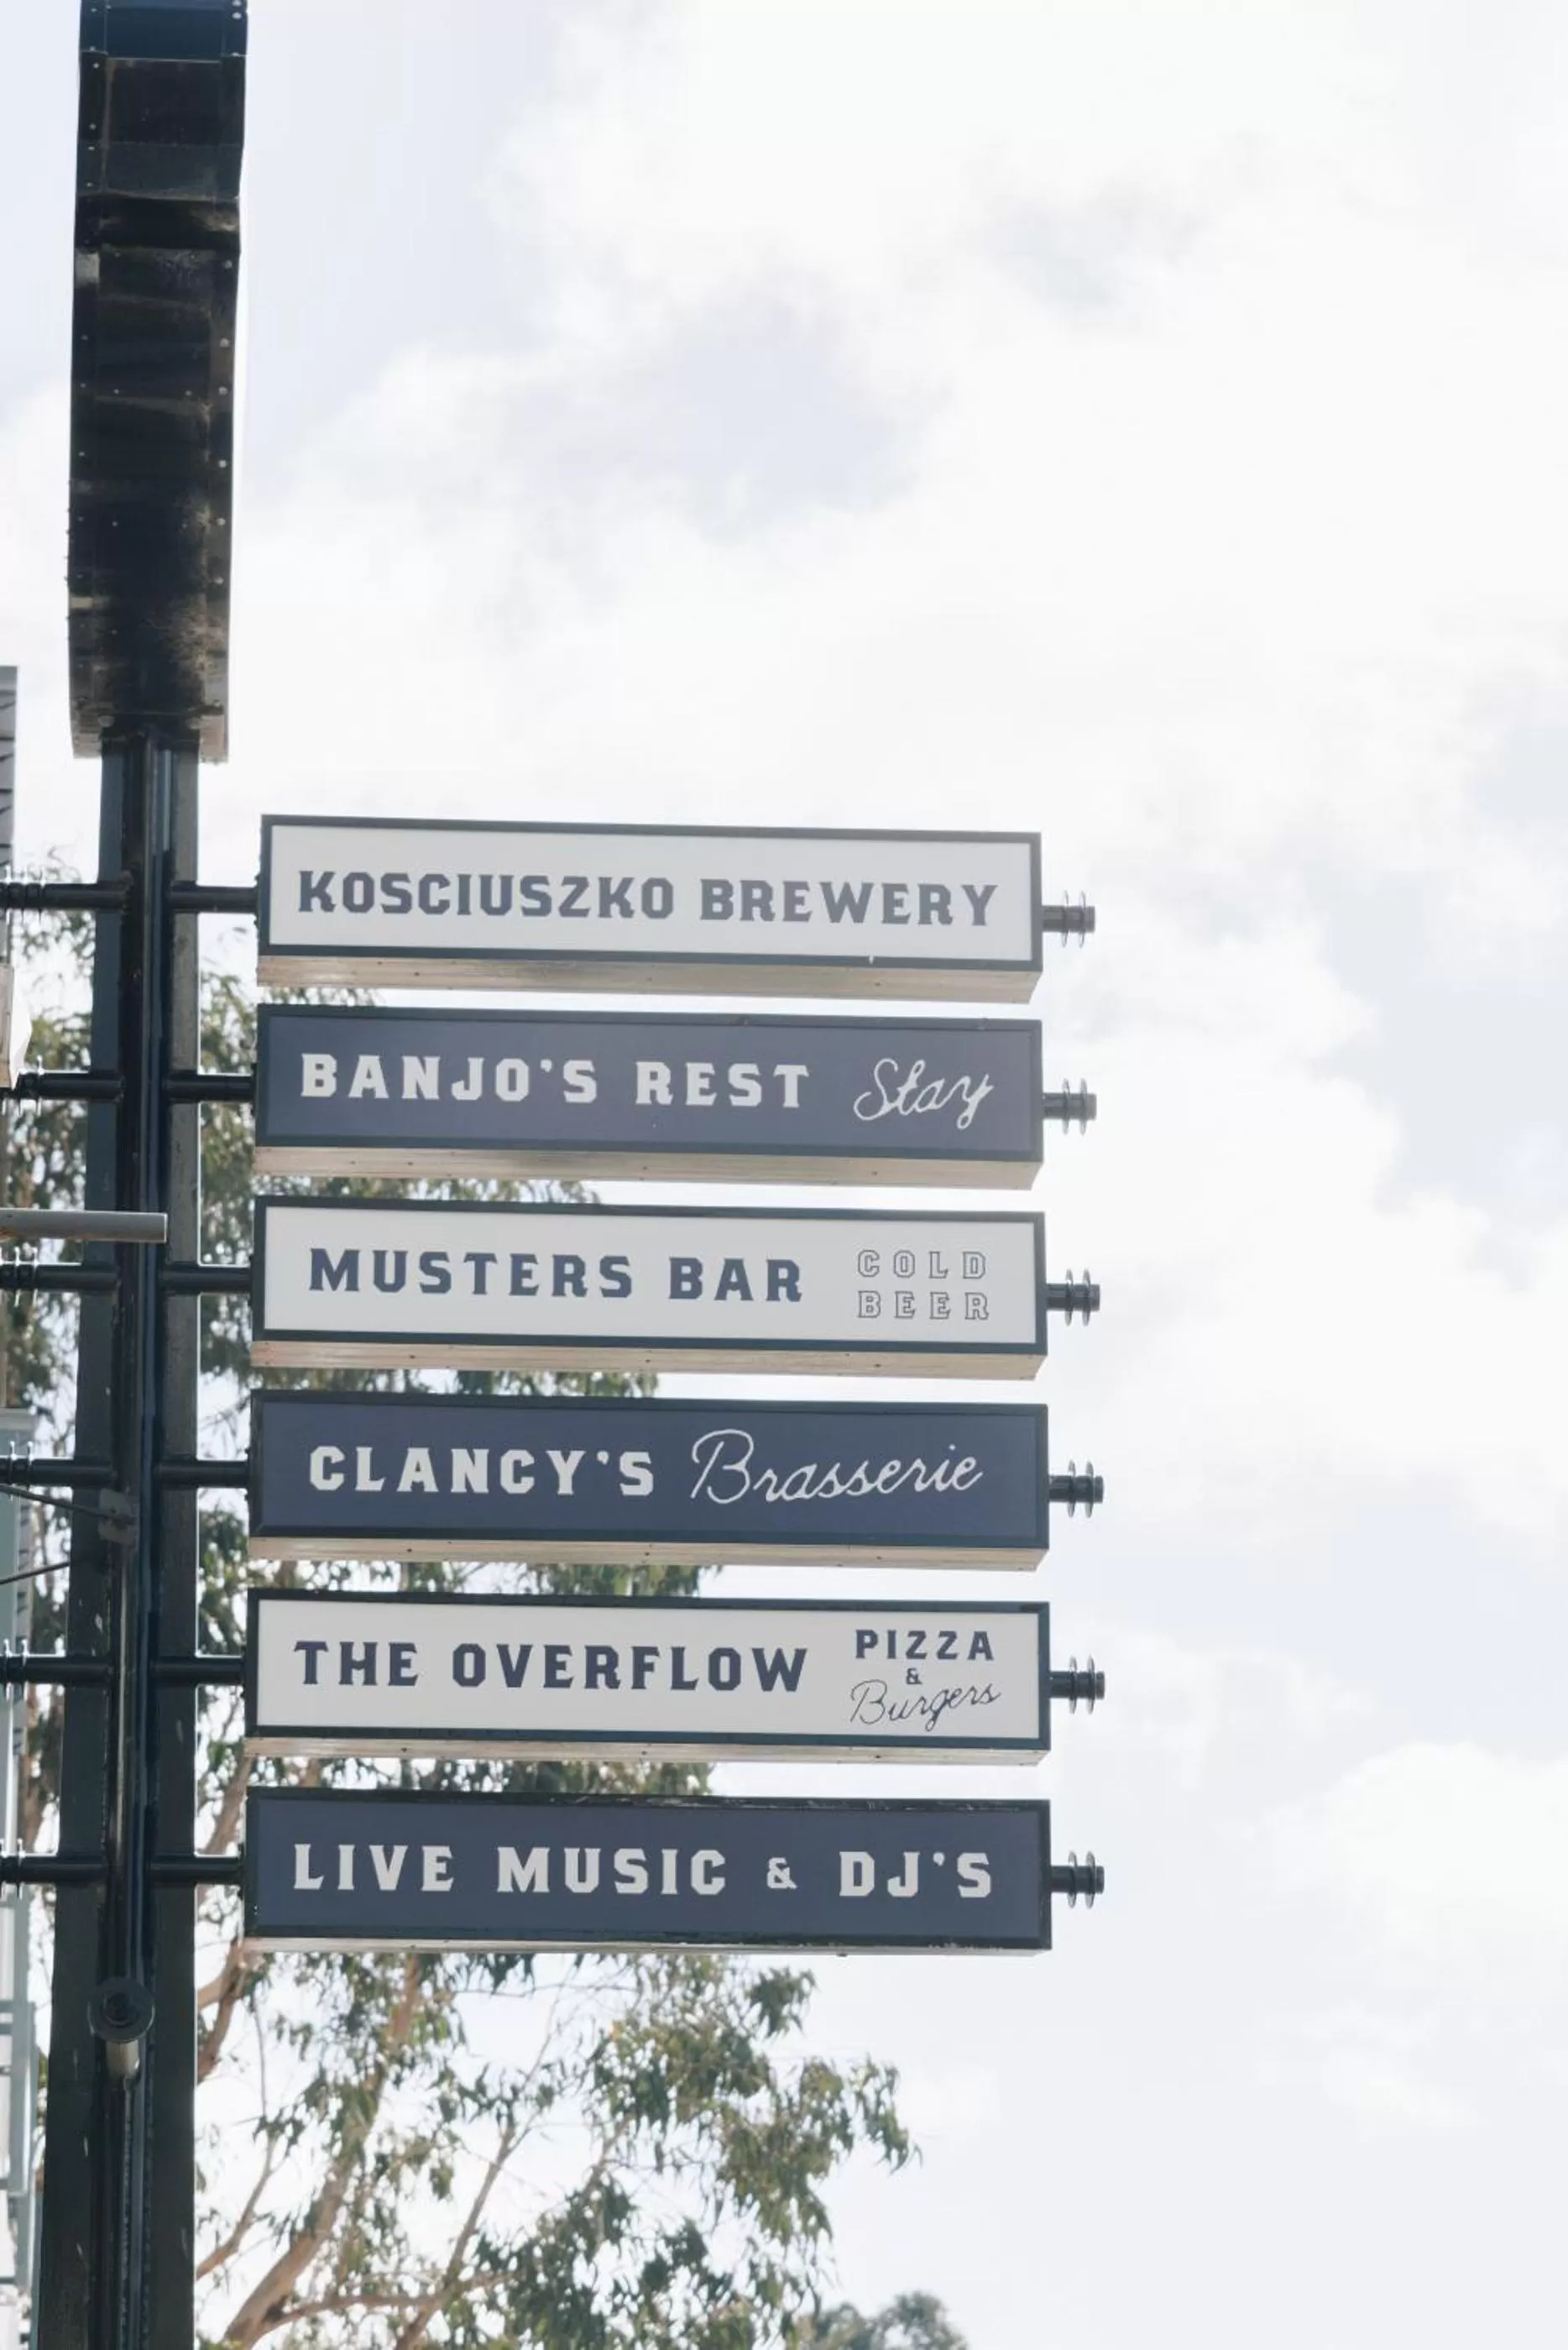 KOSCIUSZKO BREWERY
BANJO'S REST Stay
MUSTERS BAR COLD
BEER
CLANCY'S Brasserie
THE OVERFLOW PIZZA
&
Burgers
LIVE MUSIC & DJ'S